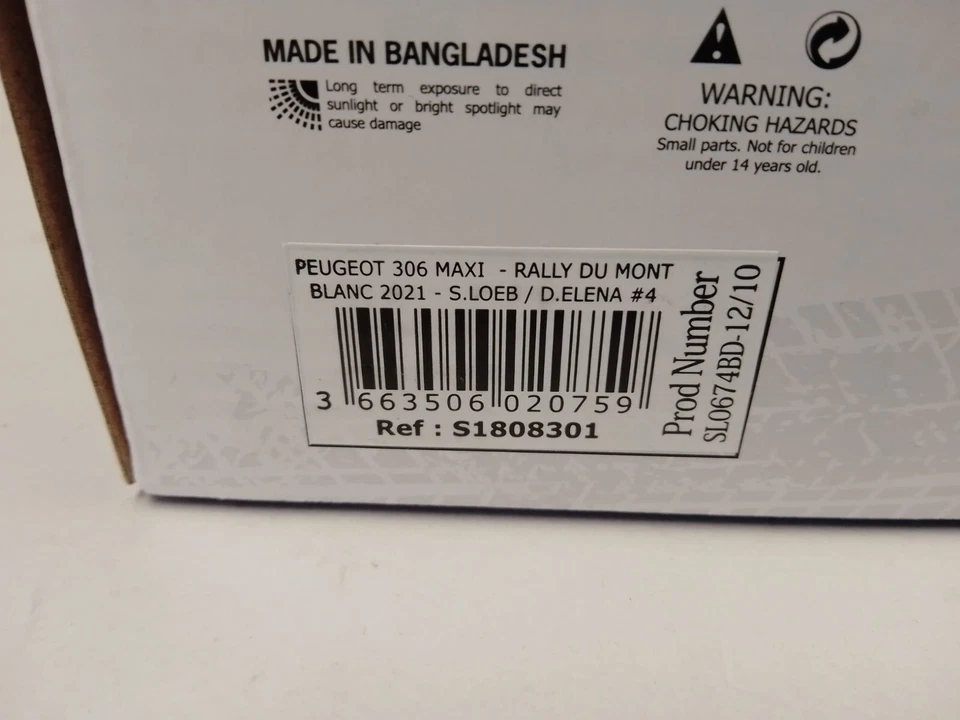 MADE IN BANGLADESH
Long term exposure to direct
sunlight or bright spotlight may
cause damage
WARNING:
CHOKING HAZARDS
Small parts. Not for children
under 14 years old.
PEUGEOT 306 MAXI - RALLY DU MONT
BLANC 2021 - S.LOEB / D.ELENA #4
3 663506 020759
Ref : S1808301
Prod Number
SL0674BD-12/10